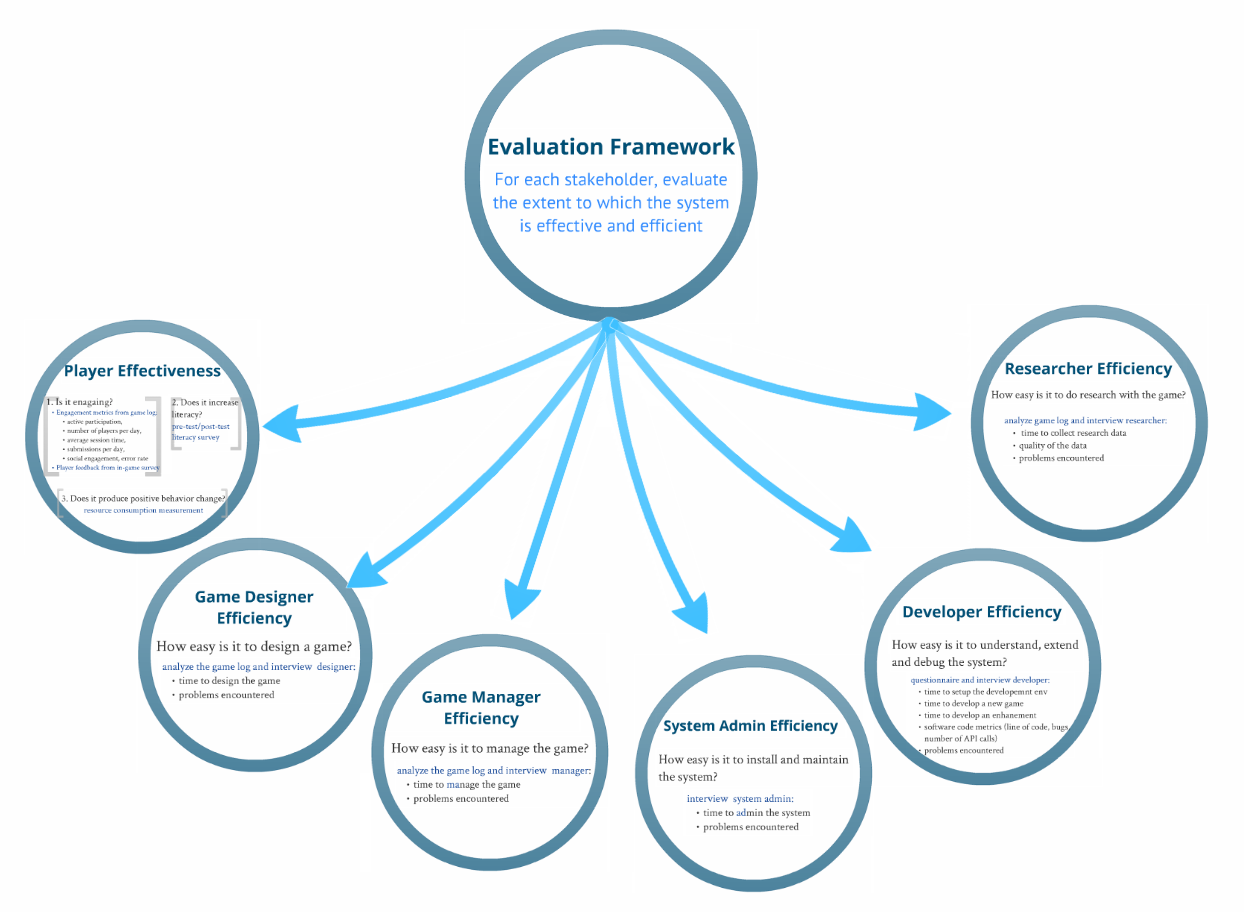 Evaluation Framework
For each stakeholder, evaluate
the extent to which the system
is effective and efficient
Player Effectiveness
1. Is it enagaing?
• Engagement metrics from game log:
• active participation,
• number of players per day,
• average session time,
• submissions per day,
• social engagement, error rate
• Player feedback from in-game survey
2. Does it increase
literacy?
pre-test/post-test
literacy survey
3. Does it produce positive behavior change?
resource consumption measurement
Game Designer
Efficiency
How easy is it to design a game?
analyze the game log and interview designer:
• time to design the game
• problems encountered
Game Manager
Efficiency
How easy is it to manage the game?
analyze the game log and interview manager:
• time to manage the game
• problems encountered
System Admin Efficiency
How easy is it to install and maintain
the system?
interview system admin:
• time to admin the system
• problems encountered
Developer Efficiency
How easy is it to understand, extend
and debug the system?
questionnaire and interview developer:
• time to setup the developemnt env
• time to develop a new game
• time to develop an enhanement
• software code metrics (line of code, bugs,
number of API calls)
• problems encountered
Researcher Efficiency
How easy is it to do research with the game?
analyze game log and interview researcher:
• time to collect research data
• quality of the data
• problems encountered